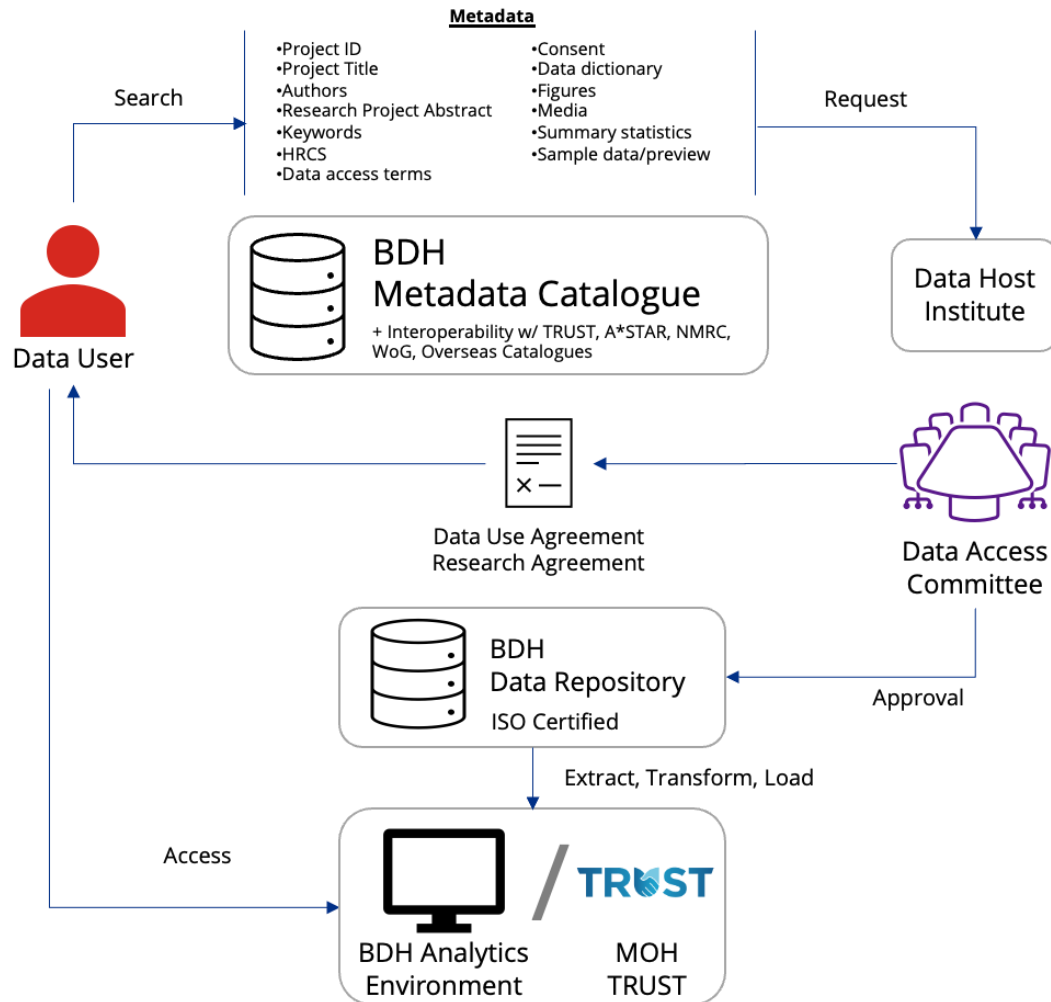 Metadata
•Project ID
•Project Title
•Authors
•Research Project Abstract
•Keywords
•HRCS
•Data access terms
•Consent
•Data dictionary
•Figures
•Media
•Summary statistics
•Sample data/preview
Search
Request
Data User
BDH
Metadata Catalogue
+ Interoperability w/ TRUST, A*STAR, NMRC,
WoG, Overseas Catalogues
Data Host
Institute
Data Use Agreement
Research Agreement
Data Access
Committee
BDH
Data Repository
ISO Certified
Approval
Extract, Transform, Load
Access
/
TRUST
BDH Analytics
Environment
MOH
TRUST